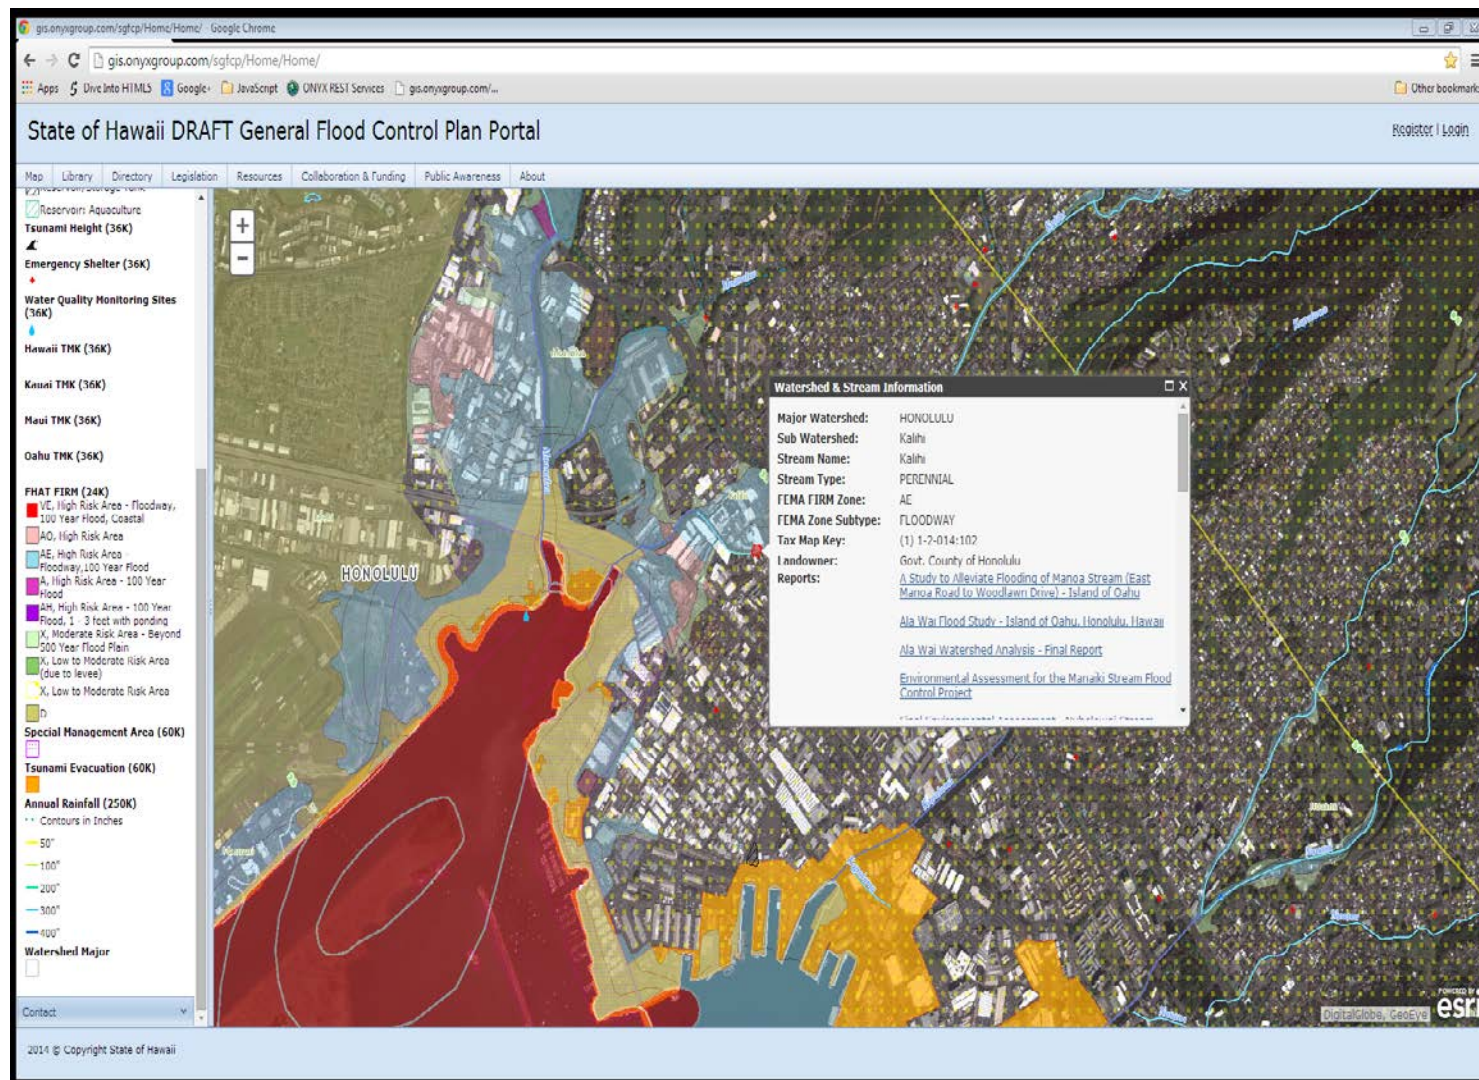 gis.onyxgroup.com/sgfcp/Home/Home/ - Google Chrome
gis.onyxgroup.com/sgfcp/Home/Home/
Apps Dive Into HTML5 Google+ JavaScript ONYX REST Services gis.onyxgroup.com/...
Other bookmark
State of Hawaii DRAFT General Flood Control Plan Portal
Register | Login
Map Library Directory Legislation Resources Collaboration & Funding Public Awareness About
Reservoir: Aquaculture
Tsunami Height (36K)
Emergency Shelter (36K)
Water Quality Monitoring Sites
(36K)
Hawaii TMK (36K)
Kauai TMK (36K)
Maui TMK (36K)
Oahu TMK (36K)
FHAT FIRM (24K)
VE, High Risk Area - Floodway,
100 Year Flood, Coastal
AO, High Risk Area
AE, High Risk Area -
Floodway,100 Year Flood
A, High Risk Area - 100 Year
Flood
AH, High Risk Area - 100 Year
Flood, 1 - 3 feet with ponding
X, Moderate Risk Area - Beyond
500 Year Flood Plain
X, Low to Moderate Risk Area
(due to levee)
X, Low to Moderate Risk Area
D
Special Management Area (60K)
Tsunami Evacuation (60K)
Annual Rainfall (250K)
Contours in Inches
50"
100"
200"
300"
400"
Watershed Major
Contact
HONOLULU
Watershed & Stream Information
Major Watershed: HONOLULU
Sub Watershed: Kalihi
Stream Name: Kalihi
Stream Type: PERENNIAL
FEMA FIRM Zone: AE
FEMA Zone Subtype: FLOODWAY
Tax Map Key: (1) 1-2-014:102
Landowner: Govt. County of Honolulu
Reports: A Study to Alleviate Flooding of Manoa Stream (East
Manoa Road to Woodlawn Drive) - Island of Oahu
Ala Wai Flood Study - Island of Oahu, Honolulu, Hawaii
Ala Wai Watershed Analysis - Final Report
Environmental Assessment for the Manaiki Stream Flood
Control Project
DigitalGlobe, GeoEye
POWERED BY
esri
2014 © Copyright State of Hawaii